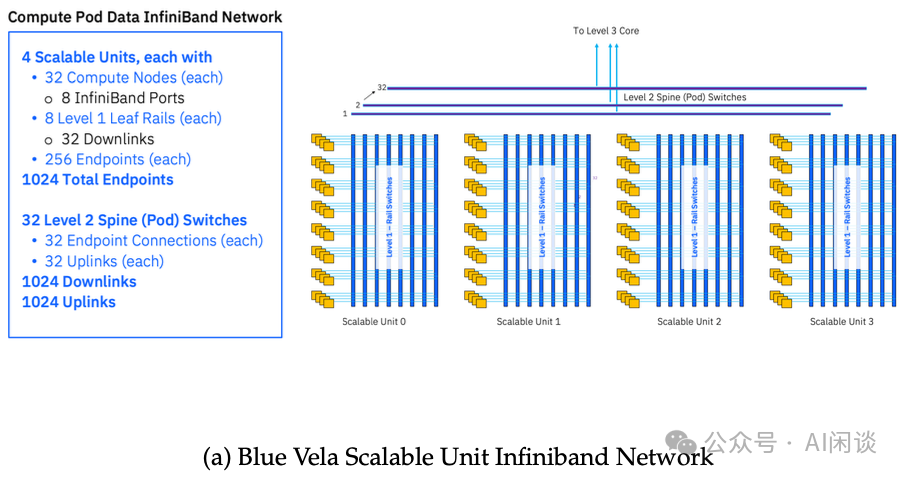 Compute Pod Data InfiniBand Network
4 Scalable Units, each with
• 32 Compute Nodes (each)
o 8 InfiniBand Ports
• 8 Level 1 Leaf Rails (each)
o 32 Downlinks
• 256 Endpoints (each)
1024 Total Endpoints
32 Level 2 Spine (Pod) Switches
• 32 Endpoint Connections (each)
• 32 Uplinks (each)
1024 Downlinks
1024 Uplinks
To Level 3 Core
32
Level 2 Spine (Pod) Switches
2
1
Level 1 – Rail Switches
Level 1 – Rail Switches
Level 1 – Rail Switches
Level 1 – Rail Switches
Scalable Unit 0
Scalable Unit 1
Scalable Unit 2
Scalable Unit 3
公众号 · AI闲谈
(a) Blue Vela Scalable Unit Infiniband Network